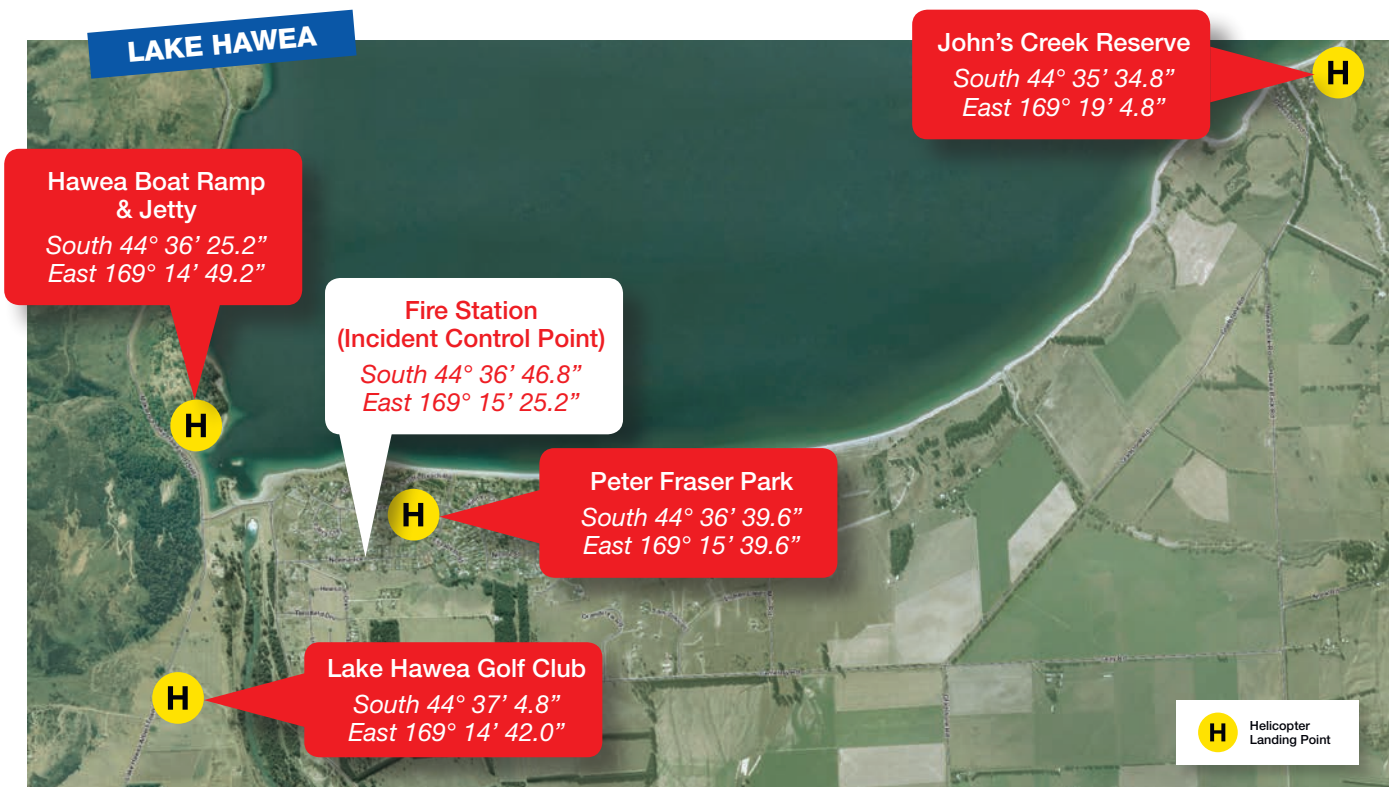 LAKE HAWEA
John’s Creek Reserve
South 44° 35’ 34.8”
East 169° 19’ 4.8”
H
Hawea Boat Ramp
& Jetty
South 44° 36’ 25.2”
East 169° 14’ 49.2”
H
Fire Station
(Incident Control Point)
South 44° 36’ 46.8”
East 169° 15’ 25.2”
H
Peter Fraser Park
South 44° 36’ 39.6”
East 169° 15’ 39.6”
H
Lake Hawea Golf Club
South 44° 37’ 4.8”
East 169° 14’ 42.0”
H
Helicopter
Landing Point